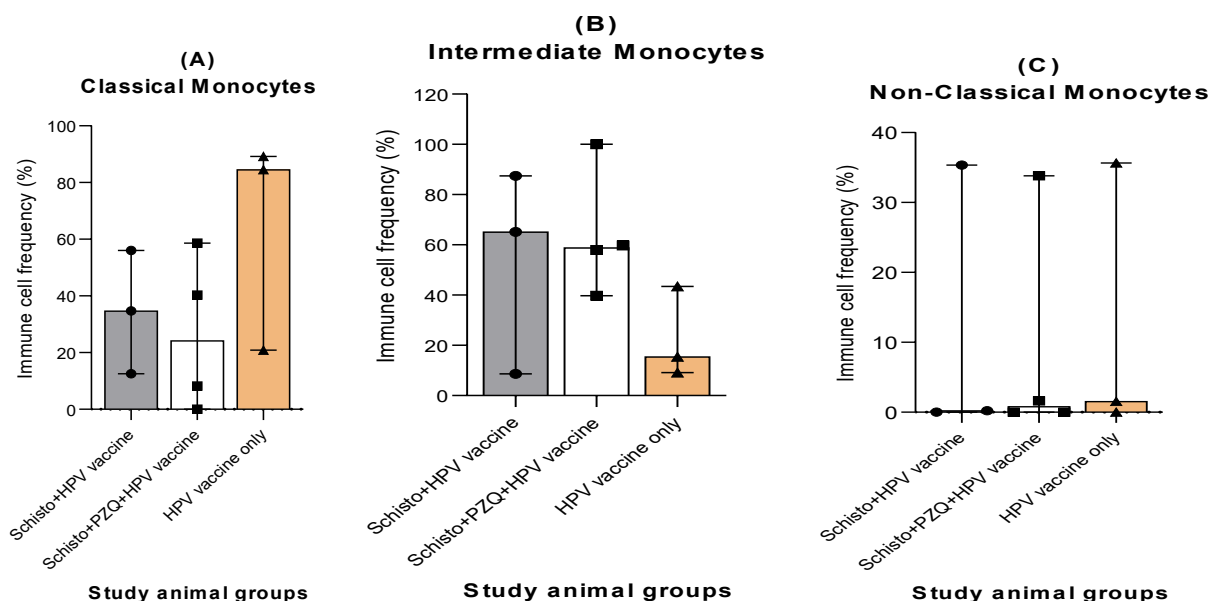 (A)
Classical Monocytes
Immune cell frequency (%)
100
80
60
40
20
0
Schisto+HPV vaccine
Schisto+PZQ+HPV vaccine
HPV vaccine only
Study animal groups
(B)
Intermediate Monocytes
Immune cell frequency (%)
120
100
80
60
40
20
0
Schisto+HPV vaccine
Schisto+PZQ+HPV vaccine
HPV vaccine only
Study animal groups
(C)
Non-Classical Monocytes
Immune cell frequency (%)
40
30
20
10
0
Schisto+HPV vaccine
Schisto+PZQ+HPV vaccine
HPV vaccine only
Study animal groups